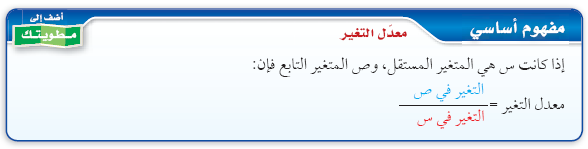 مفهوم أساسي
معدّل التغير
أضف إلى
مطويتك
إذا كانت س هي المتغير المستقل، وص المتغير التابع فإن:
معدل التغير = التغير في ص
التغير في س